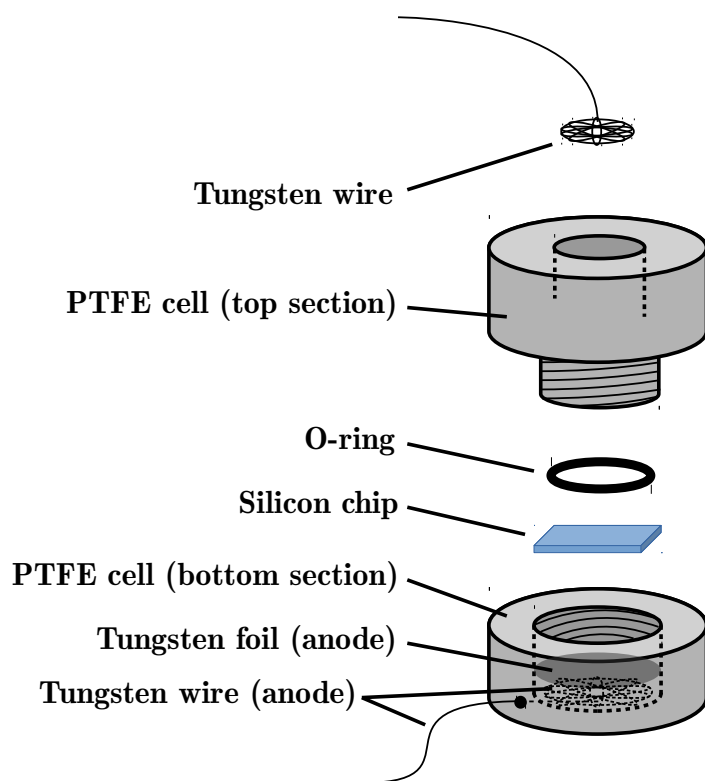 Tungsten wire
PTFE cell (top section)
O-ring
Silicon chip
PTFE cell (bottom section)
Tungsten foil (anode)
Tungsten wire (anode)